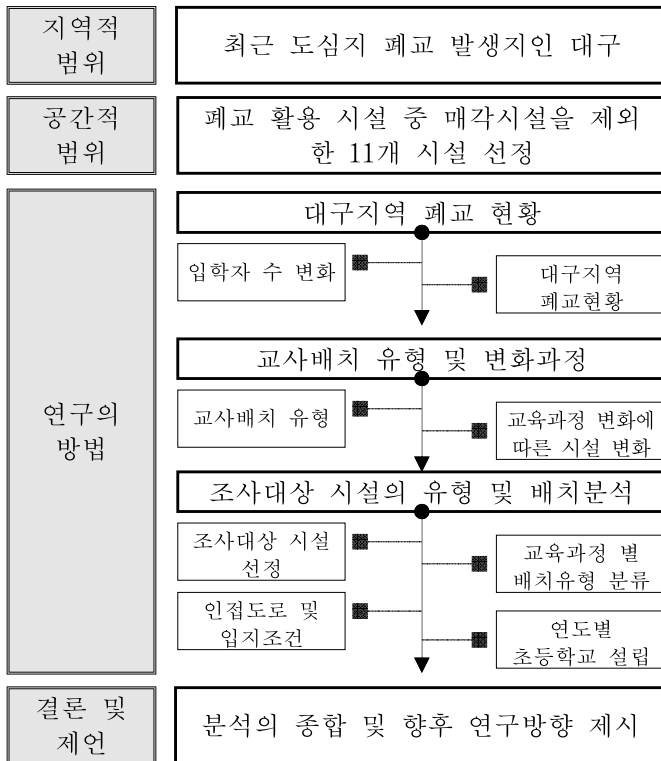 지역적
범위
최근 도심지 폐교 발생지인 대구
공간적
범위
폐교 활용 시설 중 매각시설을 제외
한 11개 시설 선정
연구의
방법
대구지역 폐교 현황
입학자 수 변화
대구지역
폐교현황
교사배치 유형 및 변화과정
교사배치 유형
교육과정 변화에
따른 시설 변화
조사대상 시설의 유형 및 배치분석
조사대상 시설
선정
교육과정 별
배치유형 분류
인접도로 및
입지조건
연도별
초등학교 설립
결론 및
제언
분석의 종합 및 향후 연구방향 제시